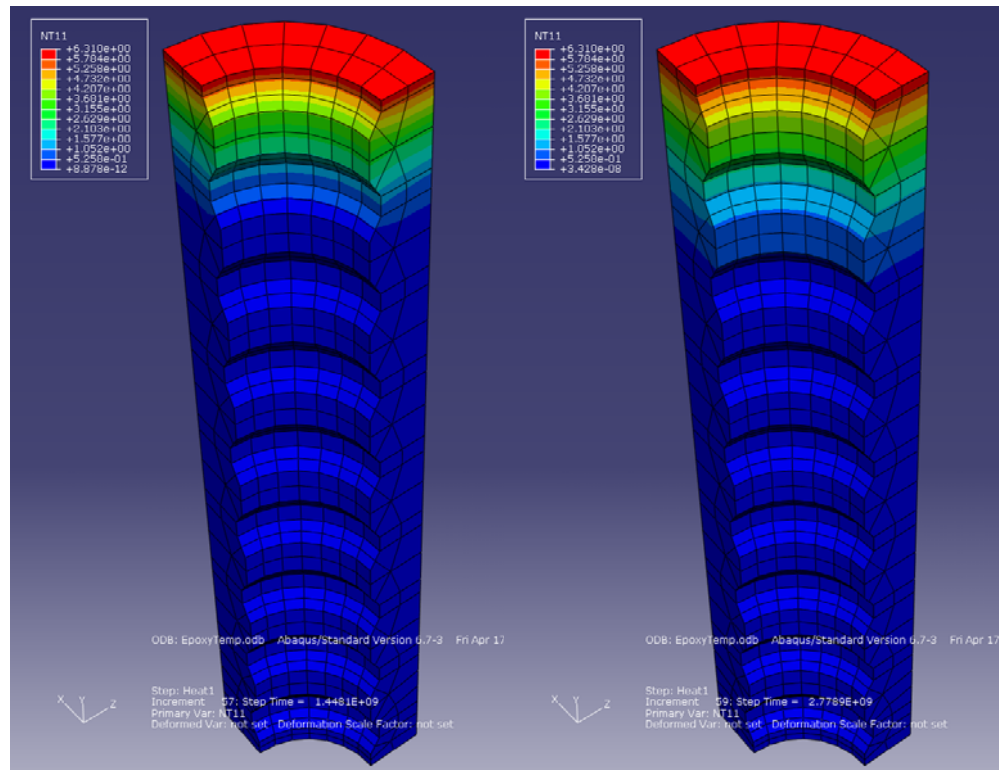 NT11
+6.310e+00
+5.784e+00
+5.258e+00
+4.732e+00
+4.207e+00
+3.681e+00
+3.155e+00
+2.629e+00
+2.103e+00
+1.577e+00
+1.052e+00
+5.258e-01
+8.878e-12
ODB: EpoxyTemp.odb Abaqus/Standard Version 6.7-3 Fri Apr 17
X Y Z
Step: Heat1
Increment 57: Step Time = 1.4481E+09
Primary Var: NT11
Deformed Var: not set Deformation Scale Factor: not set
NT11
+6.310e+00
+5.784e+00
+5.258e+00
+4.732e+00
+4.207e+00
+3.681e+00
+3.155e+00
+2.629e+00
+2.103e+00
+1.577e+00
+1.052e+00
+5.258e-01
+3.428e-08
ODB: EpoxyTemp.odb Abaqus/Standard Version 6.7-3 Fri Apr 17
X Y Z
Step: Heat1
Increment 59: Step Time = 2.7789E+09
Primary Var: NT11
Deformed Var: not set Deformation Scale Factor: not set